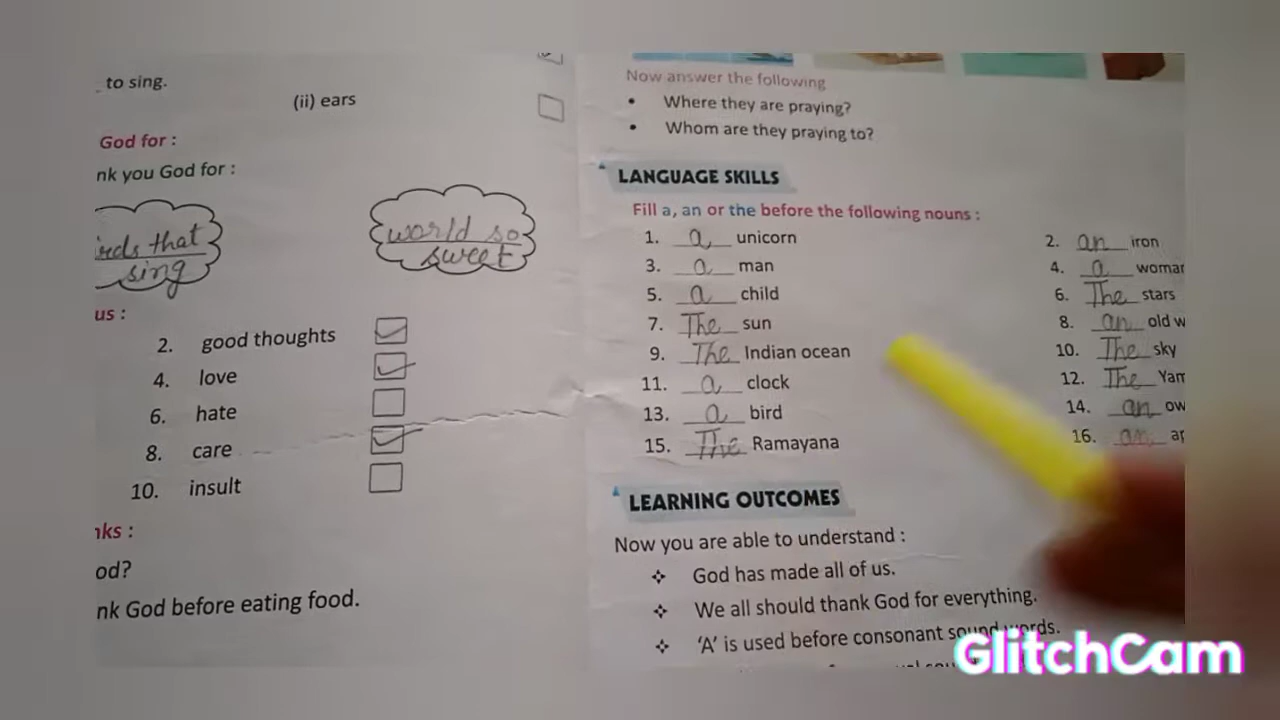 to sing.
(ii) ears
God for :
nk you God for :
irds that
sing
world so
sweet
us :
2. good thoughts
4. love
6. hate
8. care
10. insult
nks :
od?
nk God before eating food.
Now answer the following
• Where they are praying?
• Whom are they praying to?
LANGUAGE SKILLS
Fill a, an or the before the following nouns :
1. a unicorn
2. an iron
3. a man
4. a woman
5. a child
6. The stars
7. The sun
8. an old w
9. The Indian ocean
10. The sky
11. a clock
12. The Yam
13. a bird
14. an ow
15. The Ramayana
16. an ap
LEARNING OUTCOMES
Now you are able to understand :
❖ God has made all of us.
❖ We all should thank God for everything.
❖ 'A' is used before consonant sound words.
GlitchCam